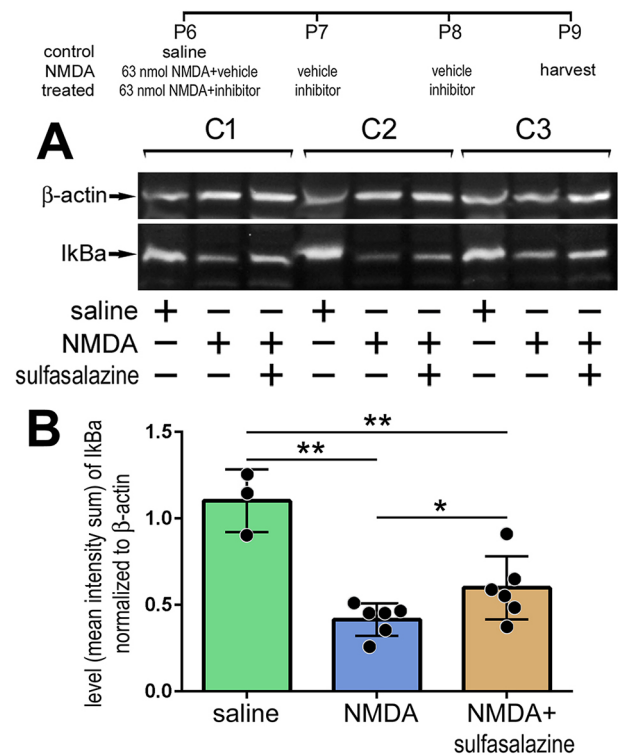 P6 P7 P8 P9
control saline
NMDA 63 nmol NMDA+vehicle vehicle vehicle harvest
treated 63 nmol NMDA+inhibitor inhibitor inhibitor
A C1 C2 C3
β-actin
IkBa
saline + − − + − − + − −
NMDA − + + − + + − + +
sulfasalazine − − + − − + − − +
B
level (mean intensity sum) of IkBa
normalized to β-actin
**
**
*
1.5
1.0
0.5
0.0
saline NMDA NMDA+
sulfasalazine